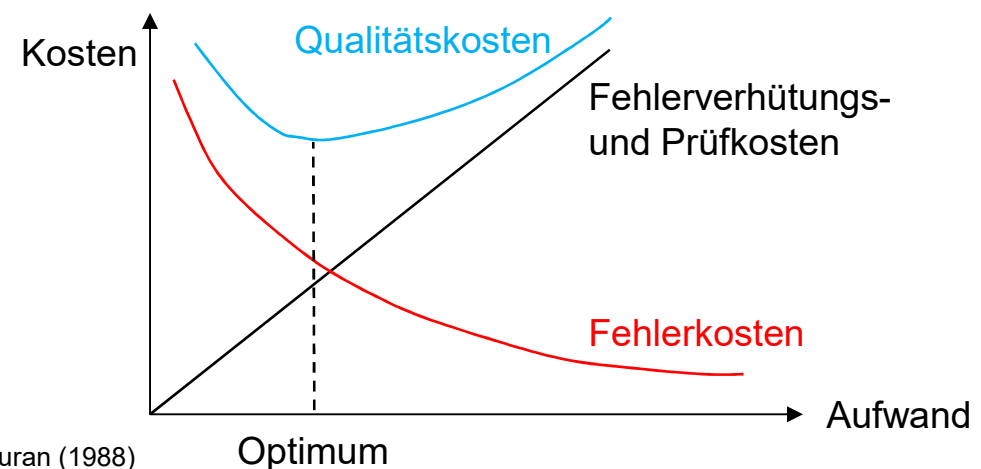 Kosten
Qualitätskosten
Fehlerverhütungs-
und Prüfkosten
Fehlerkosten
Aufwand
Optimum
uran (1988)